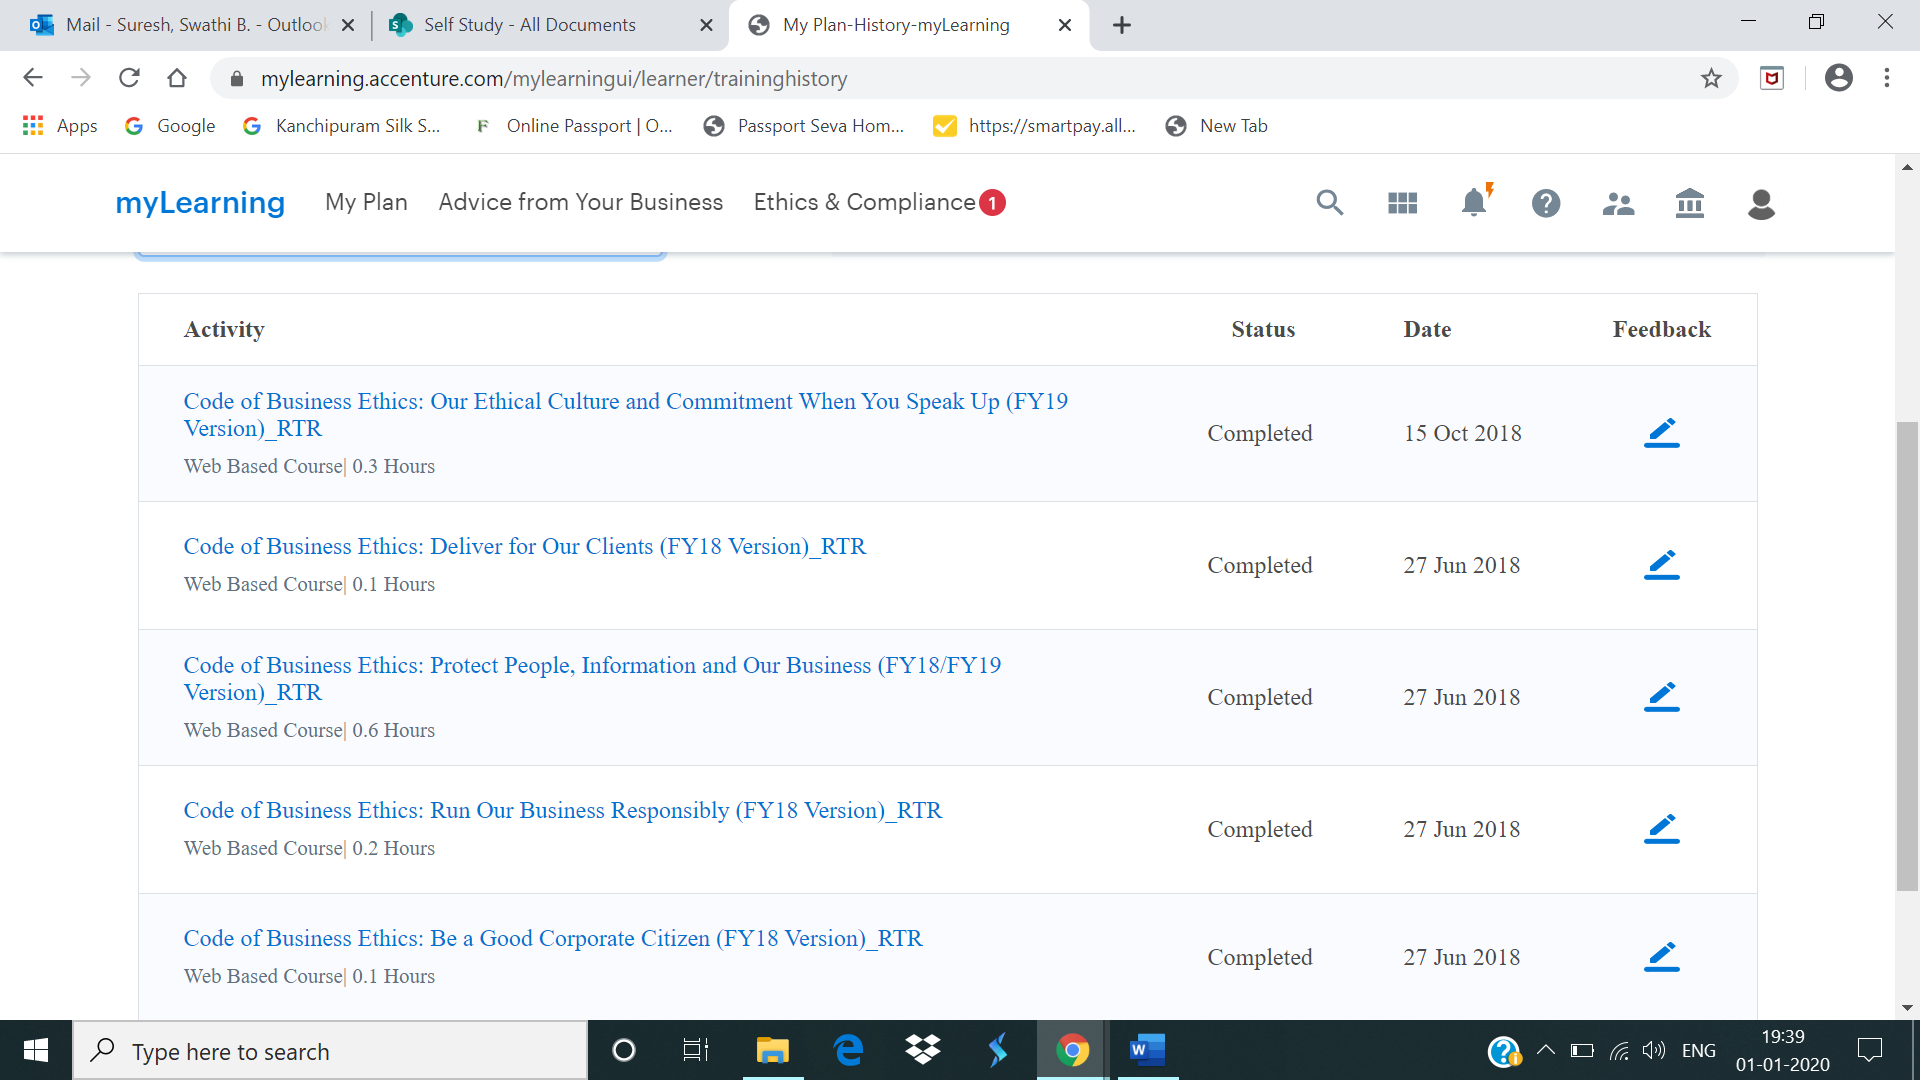 Mail - Suresh, Swathi B. - Outlook
Self Study - All Documents
My Plan-History-myLearning
mylearning.accenture.com/mylearningui/learner/traininghistory
Apps
Google
Kanchipuram Silk S...
Online Passport | O...
Passport Seva Hom...
https://smartpay.all...
New Tab
myLearning
My Plan
Advice from Your Business
Ethics & Compliance 1
Activity
Status
Date
Feedback
Code of Business Ethics: Our Ethical Culture and Commitment When You Speak Up (FY19
Version)_RTR
Web Based Course| 0.3 Hours
Completed
15 Oct 2018
Code of Business Ethics: Deliver for Our Clients (FY18 Version)_RTR
Web Based Course| 0.1 Hours
Completed
27 Jun 2018
Code of Business Ethics: Protect People, Information and Our Business (FY18/FY19
Version)_RTR
Web Based Course| 0.6 Hours
Completed
27 Jun 2018
Code of Business Ethics: Run Our Business Responsibly (FY18 Version)_RTR
Web Based Course| 0.2 Hours
Completed
27 Jun 2018
Code of Business Ethics: Be a Good Corporate Citizen (FY18 Version)_RTR
Web Based Course| 0.1 Hours
Completed
27 Jun 2018
Type here to search
ENG
19:39
01-01-2020